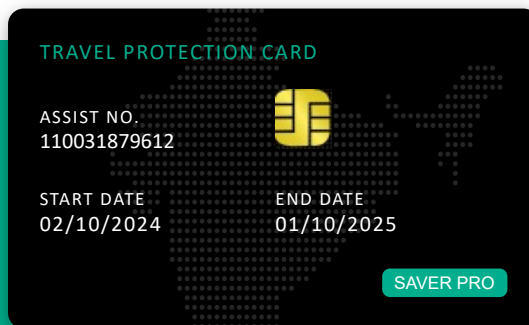 TRAVEL PROTECTION CARD
ASSIST NO.
110031879612
START DATE
02/10/2024
END DATE
01/10/2025
SAVER PRO